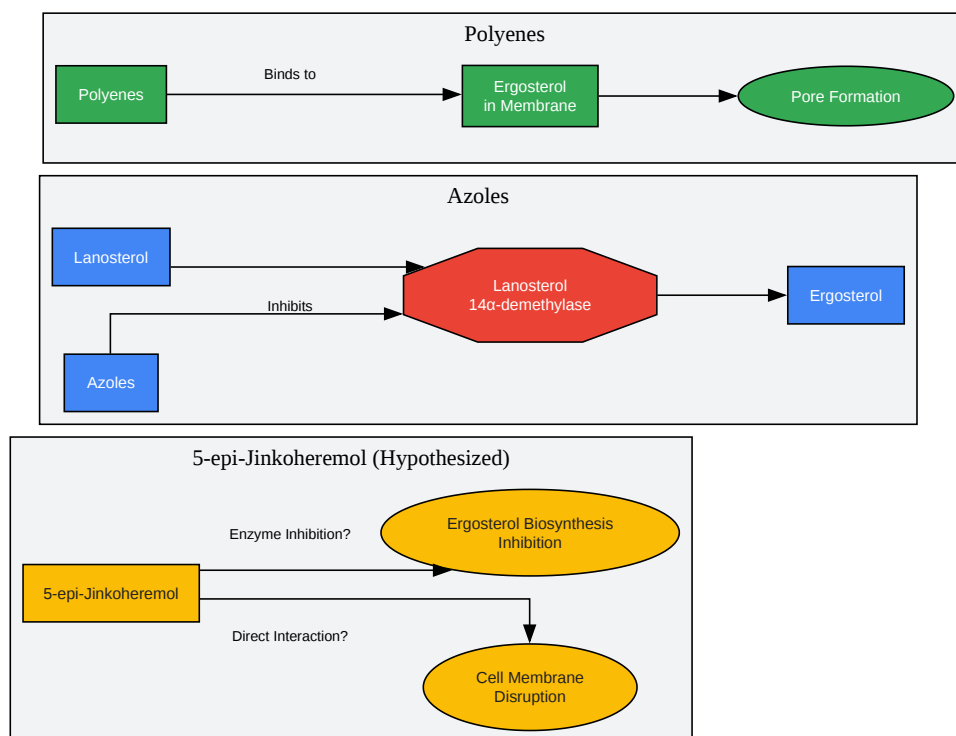 Polyenes
Polyenes
Binds to
Ergosterol
in Membrane
Pore Formation
Azoles
Lanosterol
Inhibits
Azoles
Lanosterol
14α-demethylase
Ergosterol
5-epi-Jinkoheremol (Hypothesized)
5-epi-Jinkoheremol
Enzyme Inhibition?
Ergosterol Biosynthesis
Inhibition
Direct Interaction?
Cell Membrane
Disruption